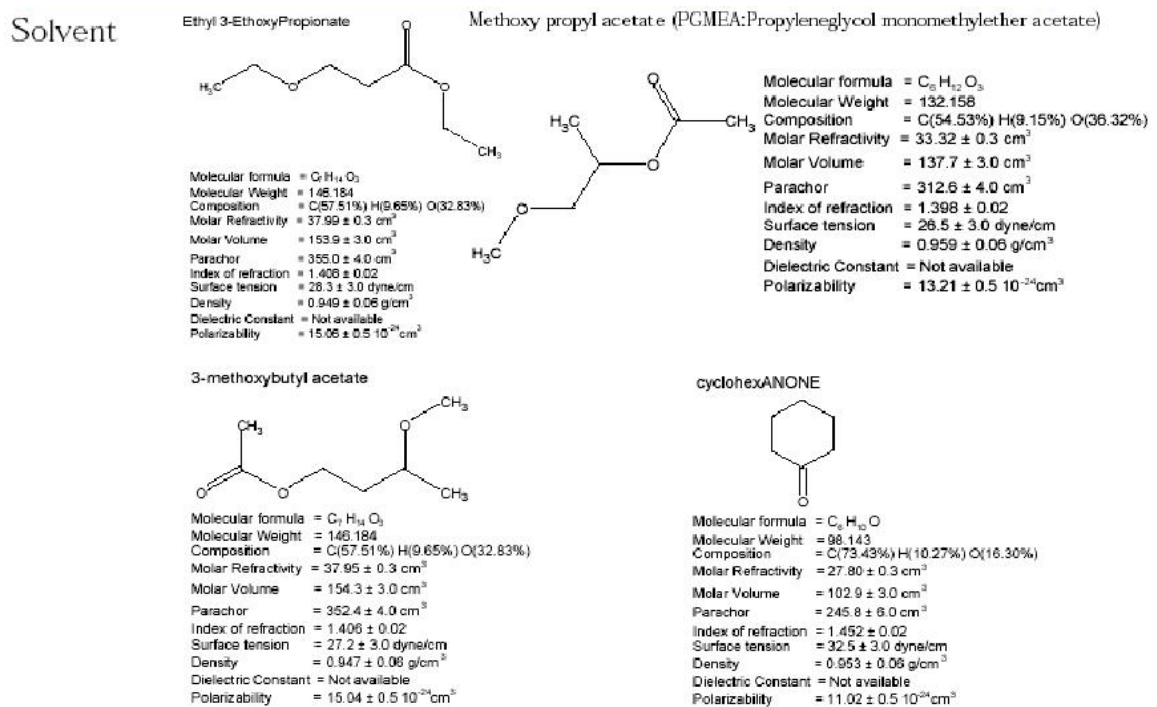 Solvent
Ethyl 3-EthoxyPropionate
O
H₃C
O
O
CH₃
Molecular formula = C₇ H₁₄ O₃
Molecular Weight = 146.184
Composition = C(57.51%) H(9.65%) O(32.83%)
Molar Refractivity = 37.99 ± 0.3 cm³
Molar Volume = 153.9 ± 3.0 cm³
Parachor = 355.0 ± 4.0 cm³
Index of refraction = 1.406 ± 0.02
Surface tension = 28.3 ± 3.0 dyne/cm
Density = 0.949 ± 0.06 g/cm³
Dielectric Constant = Not available
Polarizability = 15.06 ± 0.5 10⁻²⁴cm³
Methoxy propyl acetate (PGMEA:Propyleneglycol monomethylether acetate)
O
H₃C
CH₃
O
O
H₃C
Molecular formula = C₆ H₁₂ O₃
Molecular Weight = 132.158
Composition = C(54.53%) H(9.15%) O(36.32%)
Molar Refractivity = 33.32 ± 0.3 cm³
Molar Volume = 137.7 ± 3.0 cm³
Parachor = 312.6 ± 4.0 cm³
Index of refraction = 1.398 ± 0.02
Surface tension = 26.5 ± 3.0 dyne/cm
Density = 0.959 ± 0.06 g/cm³
Dielectric Constant = Not available
Polarizability = 13.21 ± 0.5 10⁻²⁴cm³
3-methoxybutyl acetate
CH₃
CH₃
O
O
O
CH₃
Molecular formula = C₇ H₁₄ O₃
Molecular Weight = 146.184
Composition = C(57.51%) H(9.65%) O(32.83%)
Molar Refractivity = 37.95 ± 0.3 cm³
Molar Volume = 154.3 ± 3.0 cm³
Parachor = 352.4 ± 4.0 cm³
Index of refraction = 1.406 ± 0.02
Surface tension = 27.2 ± 3.0 dyne/cm
Density = 0.947 ± 0.06 g/cm³
Dielectric Constant = Not available
Polarizability = 15.04 ± 0.5 10⁻²⁴cm³
cyclohexANONE
O
Molecular formula = C₆ H₁₀ O
Molecular Weight = 98.143
Composition = C(73.43%) H(10.27%) O(16.30%)
Molar Refractivity = 27.80 ± 0.3 cm³
Molar Volume = 102.9 ± 3.0 cm³
Parachor = 245.8 ± 6.0 cm³
Index of refraction = 1.452 ± 0.02
Surface tension = 32.5 ± 3.0 dyne/cm
Density = 0.953 ± 0.06 g/cm³
Dielectric Constant = Not available
Polarizability = 11.02 ± 0.5 10⁻²⁴cm³